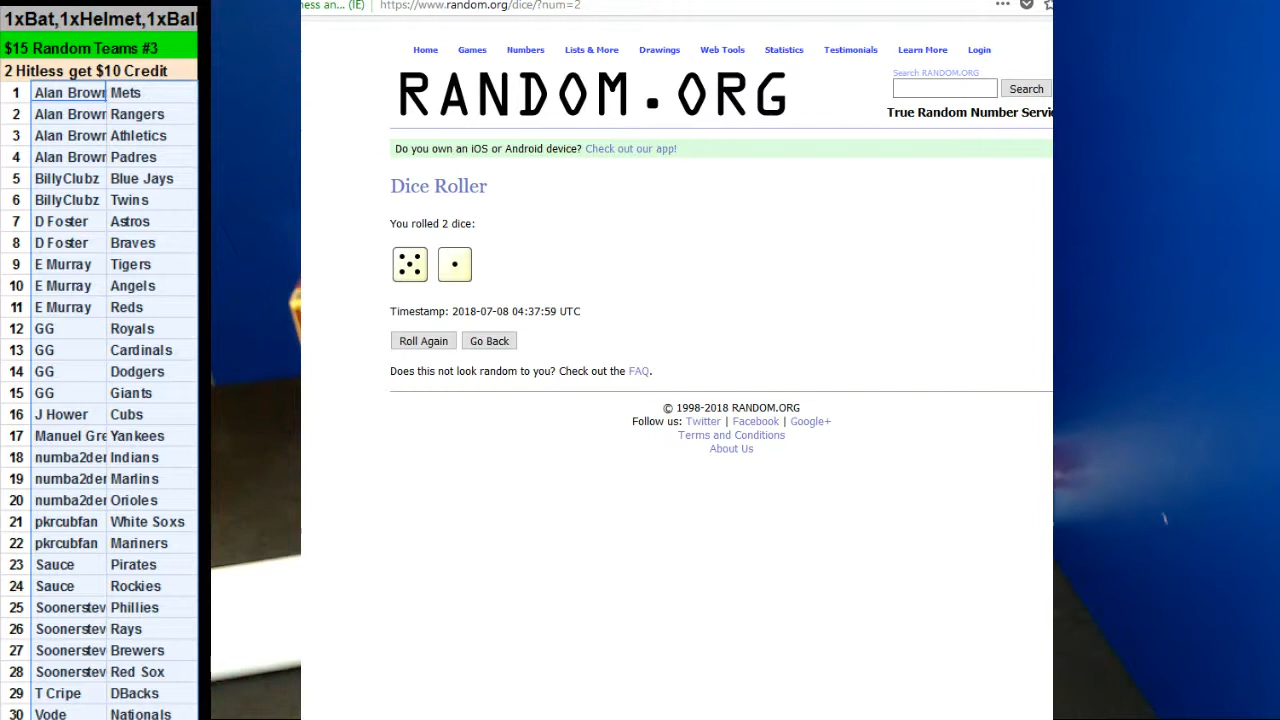 1xBat,1xHelmet,1xBall
$15 Random Teams #3
2 Hitless get $10 Credit
1 Alan Brown Mets
2 Alan Brown Rangers
3 Alan Brown Athletics
4 Alan Brown Padres
5 BillyClubz Blue Jays
6 BillyClubz Twins
7 D Foster Astros
8 D Foster Braves
9 E Murray Tigers
10 E Murray Angels
11 E Murray Reds
12 GG Royals
13 GG Cardinals
14 GG Dodgers
15 GG Giants
16 J Hower Cubs
17 Manuel Gre Yankees
18 numba2der Indians
19 numba2der Marlins
20 numba2der Orioles
21 pkrcubfan White Soxs
22 pkrcubfan Mariners
23 Sauce Pirates
24 Sauce Rockies
25 Soonerstev Phillies
26 Soonerstev Rays
27 Soonerstev Brewers
28 Soonerstev Red Sox
29 T Cripe DBacks
30 Vode Nationals
ness an... (IE) https://www.random.org/dice/?num=2
Home Games Numbers Lists & More Drawings Web Tools Statistics Testimonials Learn More Login
RANDOM.ORG
Search RANDOM.ORG
Search
True Random Number Servic
Do you own an iOS or Android device? Check out our app!
Dice Roller
You rolled 2 dice:
Timestamp: 2018-07-08 04:37:59 UTC
Roll Again Go Back
Does this not look random to you? Check out the FAQ.
© 1998-2018 RANDOM.ORG
Follow us: Twitter | Facebook | Google+
Terms and Conditions
About Us